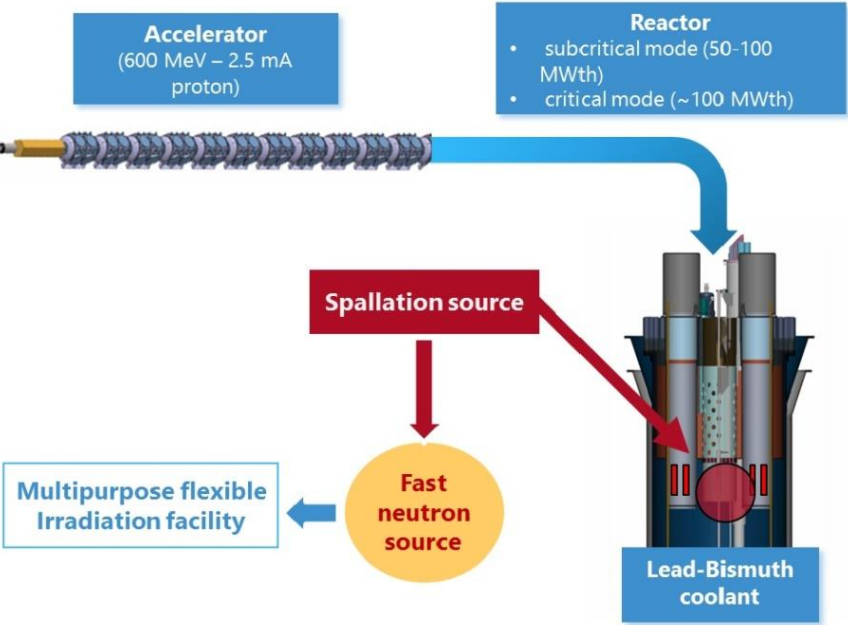 Accelerator
(600 MeV – 2.5 mA
proton)
Reactor
• subcritical mode (50-100
MWth)
• critical mode (~100 MWth)
Spallation source
Fast
neutron
source
Multipurpose flexible
Irradiation facility
Lead-Bismuth
coolant